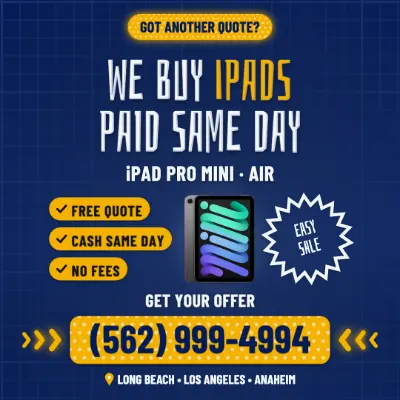 GOT ANOTHER QUOTE?
WE BUY IPADS
PAID SAME DAY
iPAD PRO MINI · AIR
✓ FREE QUOTE
✓ CASH SAME DAY
✓ NO FEES
EASY
SALE
GET YOUR OFFER
(562) 999-4994
LONG BEACH • LOS ANGELES • ANAHEIM